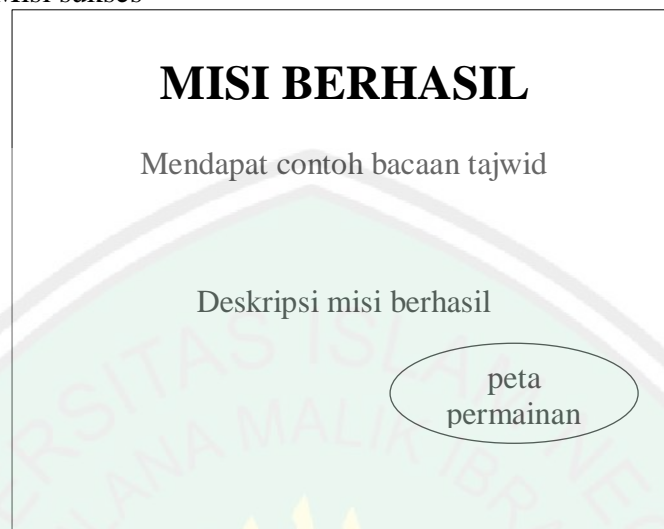 Misi sukses
MISI BERHASIL
Mendapat contoh bacaan tajwid
Deskripsi misi berhasil
peta
permainan